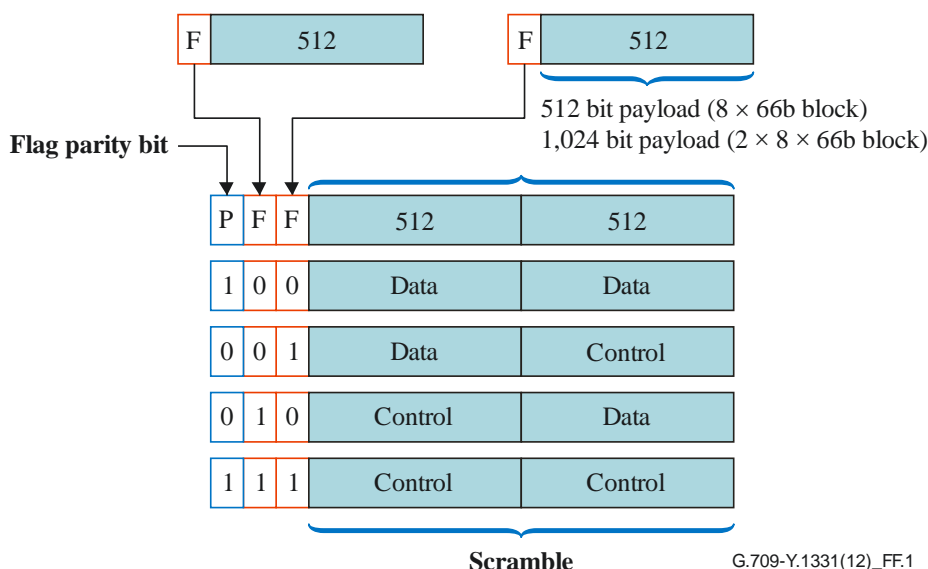 F 512 F 512
512 bit payload (8 × 66b block)
1,024 bit payload (2 × 8 × 66b block)
Flag parity bit
P F F 512 512
1 0 0 Data Data
0 0 1 Data Control
0 1 0 Control Data
1 1 1 Control Control
Scramble
G.709-Y.1331(12)_FF.1